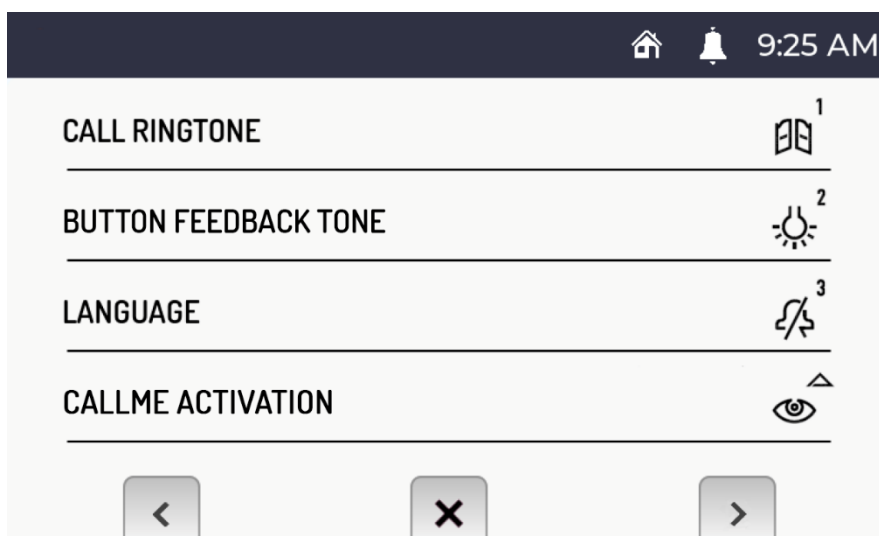 9:25 AM
CALL RINGTONE 1
BUTTON FEEDBACK TONE 2
LANGUAGE 3
CALLME ACTIVATION